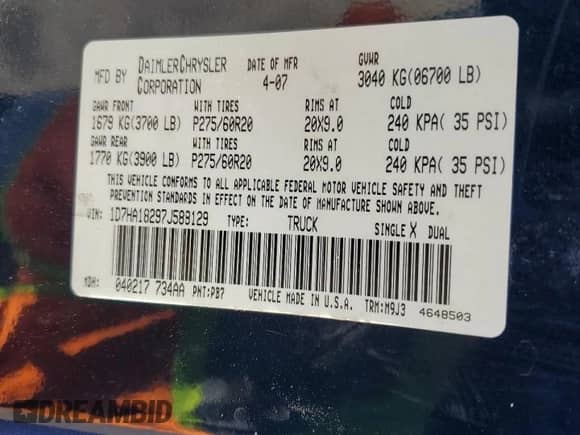 MFD BY DAIMLERCHRYSLER CORPORATION DATE OF MFR 4-07 GVWR 3040 KG(06700 LB)
GAWR FRONT WITH TIRES RIMS AT COLD
1679 KG(3700 LB) P275/60R20 20X9.0 240 KPA( 35 PSI)
GAWR REAR WITH TIRES RIMS AT COLD
1770 KG(3900 LB) P275/60R20 20X9.0 240 KPA( 35 PSI)
THIS VEHICLE CONFORMS TO ALL APPLICABLE FEDERAL MOTOR VEHICLE SAFETY AND THEFT
PREVENTION STANDARDS IN EFFECT ON THE DATE OF MANUFACTURE SHOWN ABOVE.
VIN: 1D7HA18297J589129 TYPE: TRUCK SINGLE X DUAL
MDH: 040217 734AA PNT:PB7 VEHICLE MADE IN U.S.A. TRM:M9J3 4648503
DREAMBID